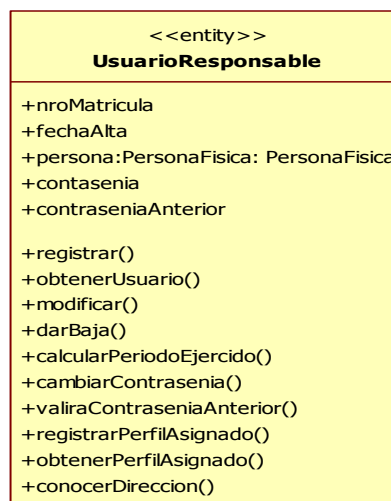 <<entity>>
UsuarioResponsable
+nroMatricula
+fechaAlta
+persona:PersonaFisica: PersonaFisica
+contasenia
+contraseniaAnterior
+registrar()
+obtenerUsuario()
+modificar()
+darBaja()
+calcularPeriodoEjercido()
+cambiarContrasenia()
+valiraContraseniaAnterior()
+registrarPerfilAsignado()
+obtenerPerfilAsignado()
+conocerDireccion()